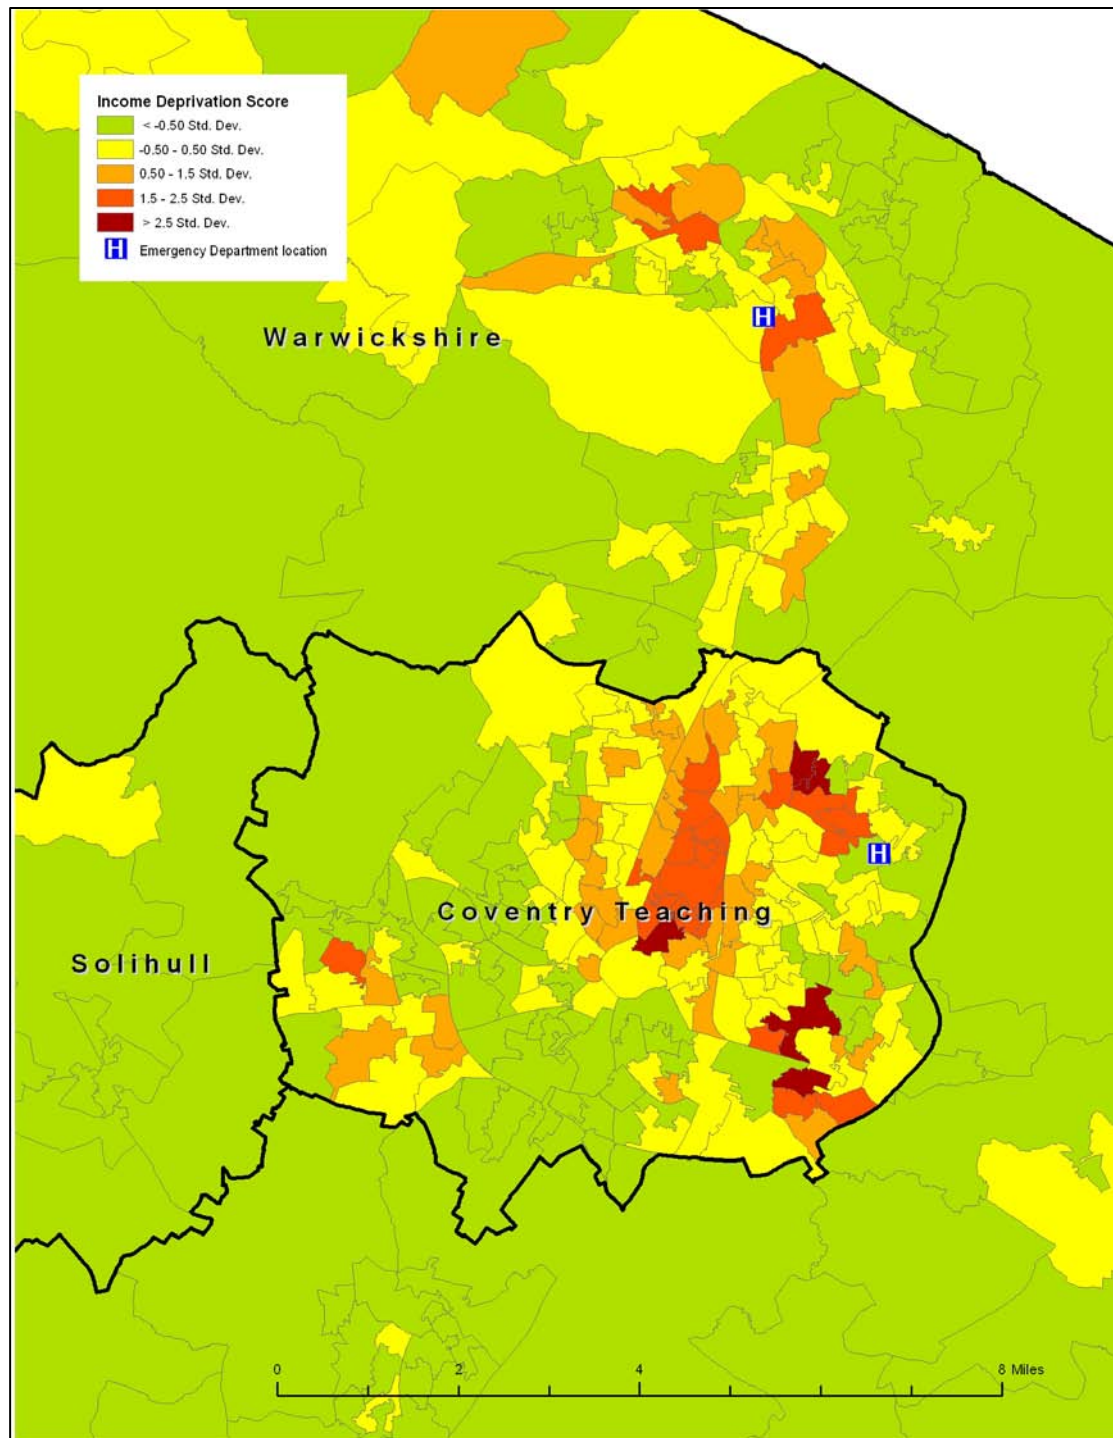 Income Deprivation Score
< -0.50 Std. Dev.
-0.50 - 0.50 Std. Dev.
0.50 - 1.5 Std. Dev.
1.5 - 2.5 Std. Dev.
> 2.5 Std. Dev.
H Emergency Department location
Warwickshire
H
H
Coventry Teaching
Solihull
0 2 4 8 Miles